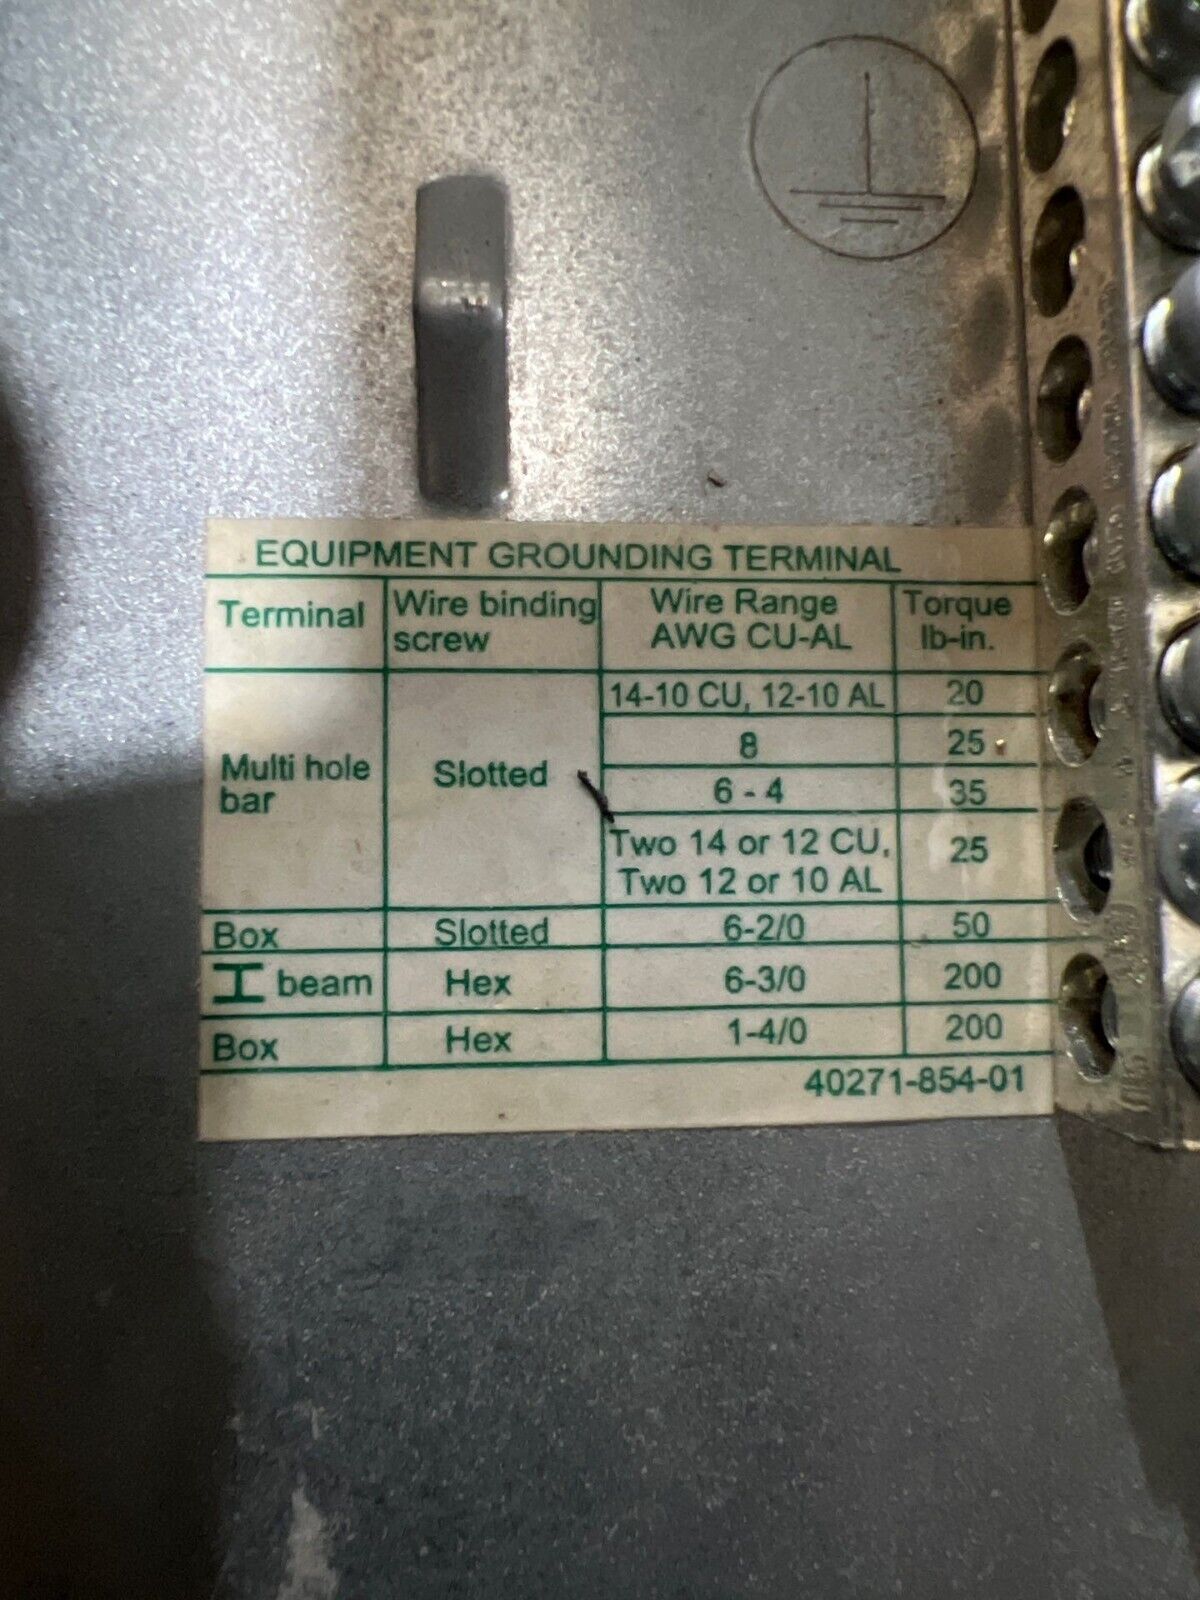 EQUIPMENT GROUNDING TERMINAL
Terminal
Wire binding
screw
Wire Range
AWG CU-AL
Torque
lb-in.
Multi hole
bar
Slotted
14-10 CU, 12-10 AL
20
8
25
6 - 4
35
Two 14 or 12 CU,
Two 12 or 10 AL
25
Box
Slotted
6-2/0
50
beam
Hex
6-3/0
200
Box
Hex
1-4/0
200
40271-854-01